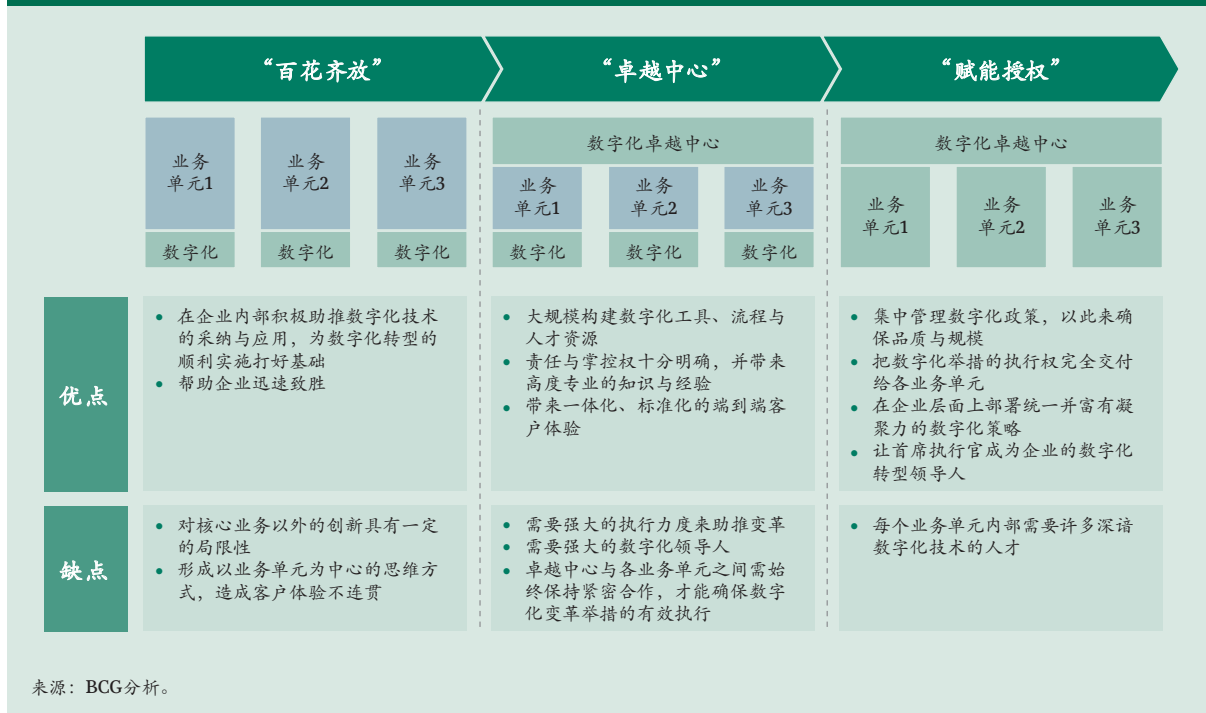 “百花齐放”
“卓越中心”
“赋能授权”
业务
单元1
业务
单元2
业务
单元3
数字化
数字化
数字化
数字化卓越中心
业务
单元1
业务
单元2
业务
单元3
数字化
数字化
数字化
数字化卓越中心
业务
单元1
业务
单元2
业务
单元3
优点
• 在企业内部积极助推数字化技术
的采纳与应用，为数字化转型的
顺利实施打好基础
• 帮助企业迅速致胜
• 大规模构建数字化工具、流程与
人才资源
• 责任与掌控权十分明确，并带来
高度专业的知识与经验
• 带来一体化、标准化的端到端客
户体验
• 集中管理数字化政策，以此来确
保品质与规模
• 把数字化举措的执行权完全交付
给各业务单元
• 在企业层面上部署统一并富有凝
聚力的数字化策略
• 让首席执行官成为企业的数字化
转型领导人
缺点
• 对核心业务以外的创新具有一定
的局限性
• 形成以业务单元为中心的思维方
式，造成客户体验不连贯
• 需要强大的执行力度来助推变革
• 需要强大的数字化领导人
• 卓越中心与各业务单元之间需始
终保持紧密合作，才能确保数字
化变革举措的有效执行
• 每个业务单元内部需要许多深谙
数字化技术的人才
来源：BCG分析。